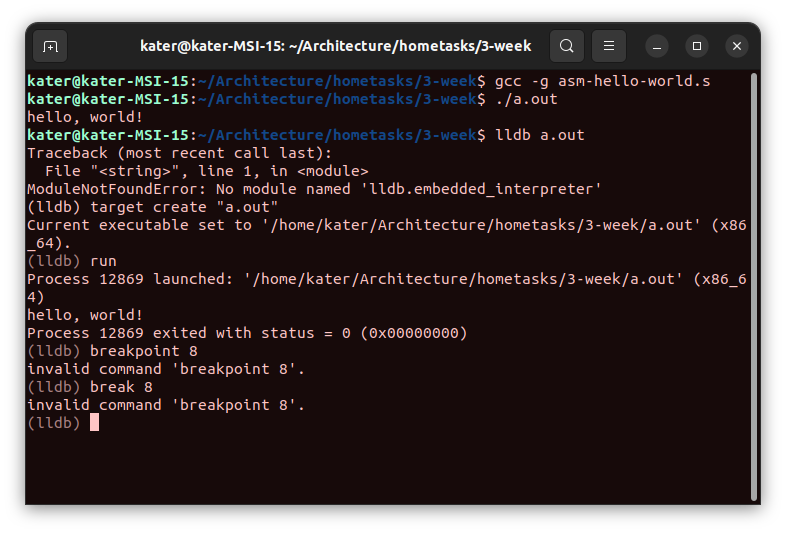 kater@kater-MSI-15: ~/Architecture/hometasks/3-week
kater@kater-MSI-15:~/Architecture/hometasks/3-week$ gcc -g asm-hello-world.s
kater@kater-MSI-15:~/Architecture/hometasks/3-week$ ./a.out
hello, world!
kater@kater-MSI-15:~/Architecture/hometasks/3-week$ lldb a.out
Traceback (most recent call last):
  File "<string>", line 1, in <module>
ModuleNotFoundError: No module named 'lldb.embedded_interpreter'
(lldb) target create "a.out"
Current executable set to '/home/kater/Architecture/hometasks/3-week/a.out' (x86
_64).
(lldb) run
Process 12869 launched: '/home/kater/Architecture/hometasks/3-week/a.out' (x86_6
4)
hello, world!
Process 12869 exited with status = 0 (0x00000000)
(lldb) breakpoint 8
invalid command 'breakpoint 8'.
(lldb) break 8
invalid command 'breakpoint 8'.
(lldb)